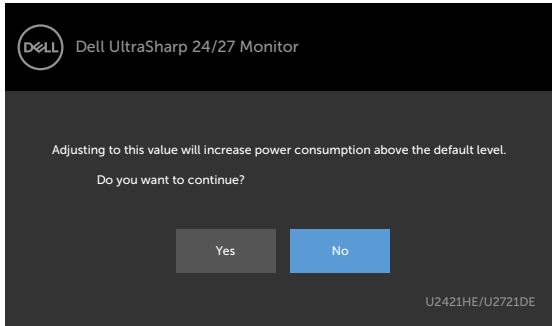 DELL
Dell UltraSharp 24/27 Monitor
Adjusting to this value will increase power consumption above the default level.
Do you want to continue?
Yes
No
U2421HE/U2721DE